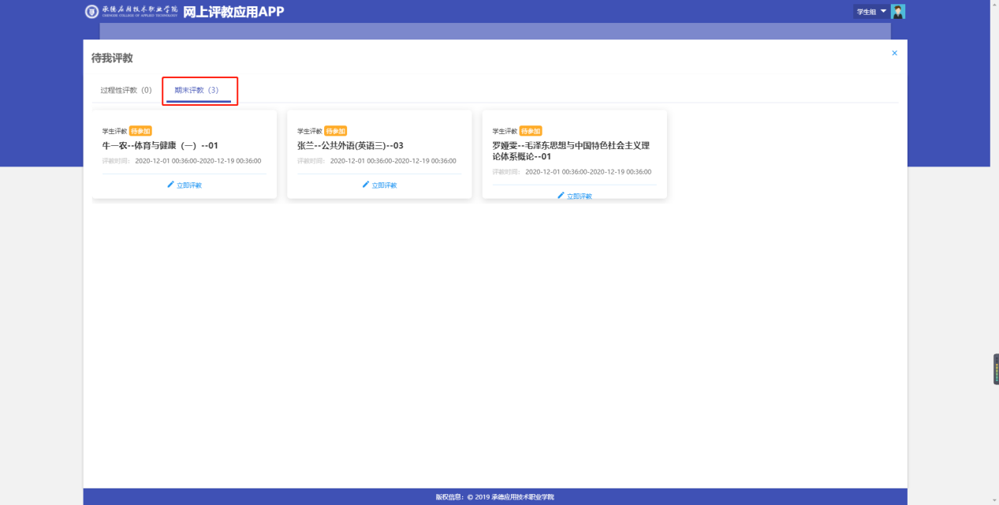 承德应用技术职业学院 网上评教应用APP
CHENGDE COLLEGE OF APPLIED TECHNOLOGY
学生组
待我评教
×
过程性评教（0） 期末评教（3）
学生评教 待参加
牛一农--体育与健康（一）--01
评教时间： 2020-12-01 00:36:00-2020-12-19 00:36:00
立即评教
学生评教 待参加
张兰--公共外语(英语三)--03
评教时间： 2020-12-01 00:36:00-2020-12-19 00:36:00
立即评教
学生评教 待参加
罗娅雯--毛泽东思想与中国特色社会主义理
论体系概论--01
评教时间： 2020-12-01 00:36:00-2020-12-19 00:36:00
立即评教
版权信息：© 2019 承德应用技术职业学院